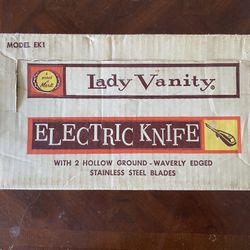 MODEL EK1
Lady Vanity®
ELECTRIC KNIFE
WITH 2 HOLLOW GROUND - WAVERLY EDGED
STAINLESS STEEL BLADES